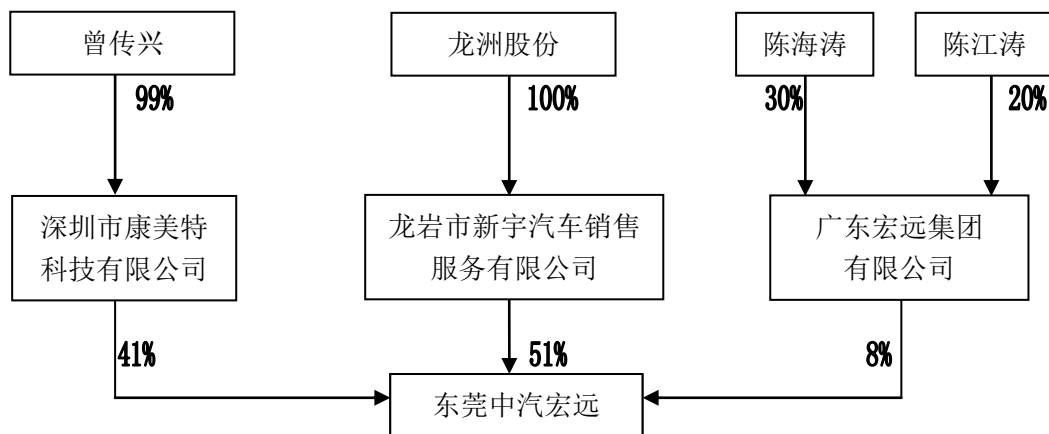 曾传兴
龙洲股份
陈海涛
陈江涛
99%
100%
30%
20%
深圳市康美特
科技有限公司
龙岩市新宇汽车销售
服务有限公司
广东宏远集团
有限公司
41%
51%
8%
东莞中汽宏远